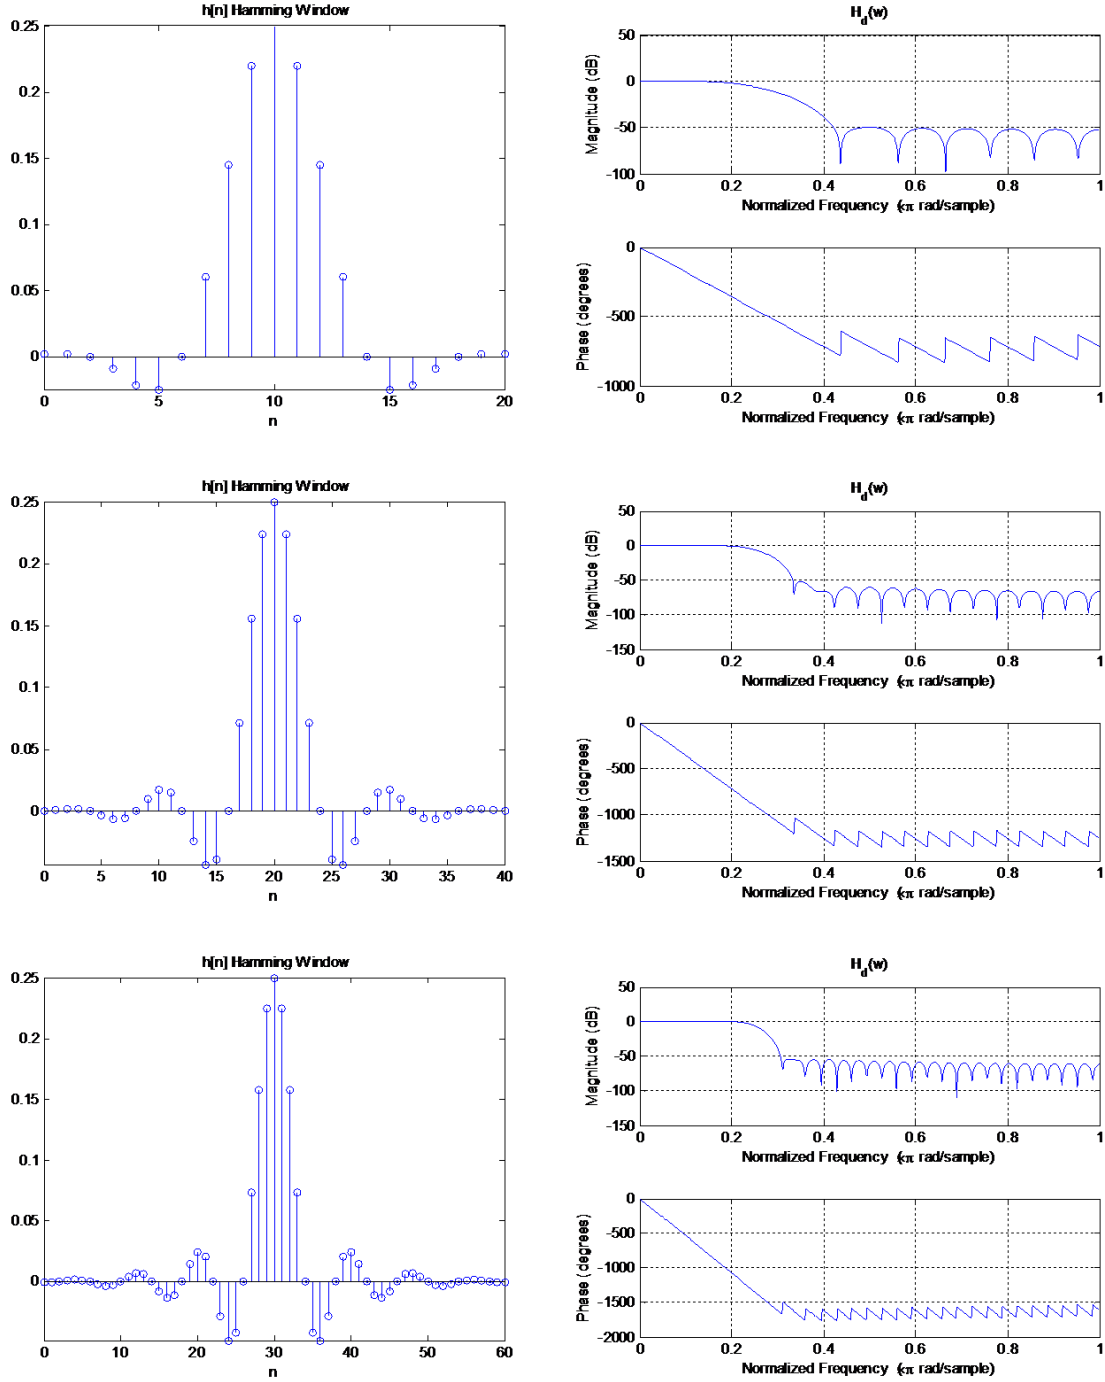 h[n] Hamming Window
0.25
0.2
0.15
0.1
0.05
0
0 5 10 15 20
n
H_d(w)
Magnitude (dB)
50
0
-50
-100
0 0.2 0.4 0.6 0.8 1
Normalized Frequency (×π rad/sample)
Phase (degrees)
0
-500
-1000
0 0.2 0.4 0.6 0.8 1
Normalized Frequency (×π rad/sample)
h[n] Hamming Window
0.25
0.2
0.15
0.1
0.05
0
0 5 10 15 20 25 30 35 40
n
H_d(w)
Magnitude (dB)
50
0
-50
-100
-150
0 0.2 0.4 0.6 0.8 1
Normalized Frequency (×π rad/sample)
Phase (degrees)
0
-500
-1000
-1500
0 0.2 0.4 0.6 0.8 1
Normalized Frequency (×π rad/sample)
h[n] Hamming Window
0.25
0.2
0.15
0.1
0.05
0
0 10 20 30 40 50 60
n
H_d(w)
Magnitude (dB)
50
0
-50
-100
-150
0 0.2 0.4 0.6 0.8 1
Normalized Frequency (×π rad/sample)
Phase (degrees)
0
-500
-1000
-1500
-2000
0 0.2 0.4 0.6 0.8 1
Normalized Frequency (×π rad/sample)